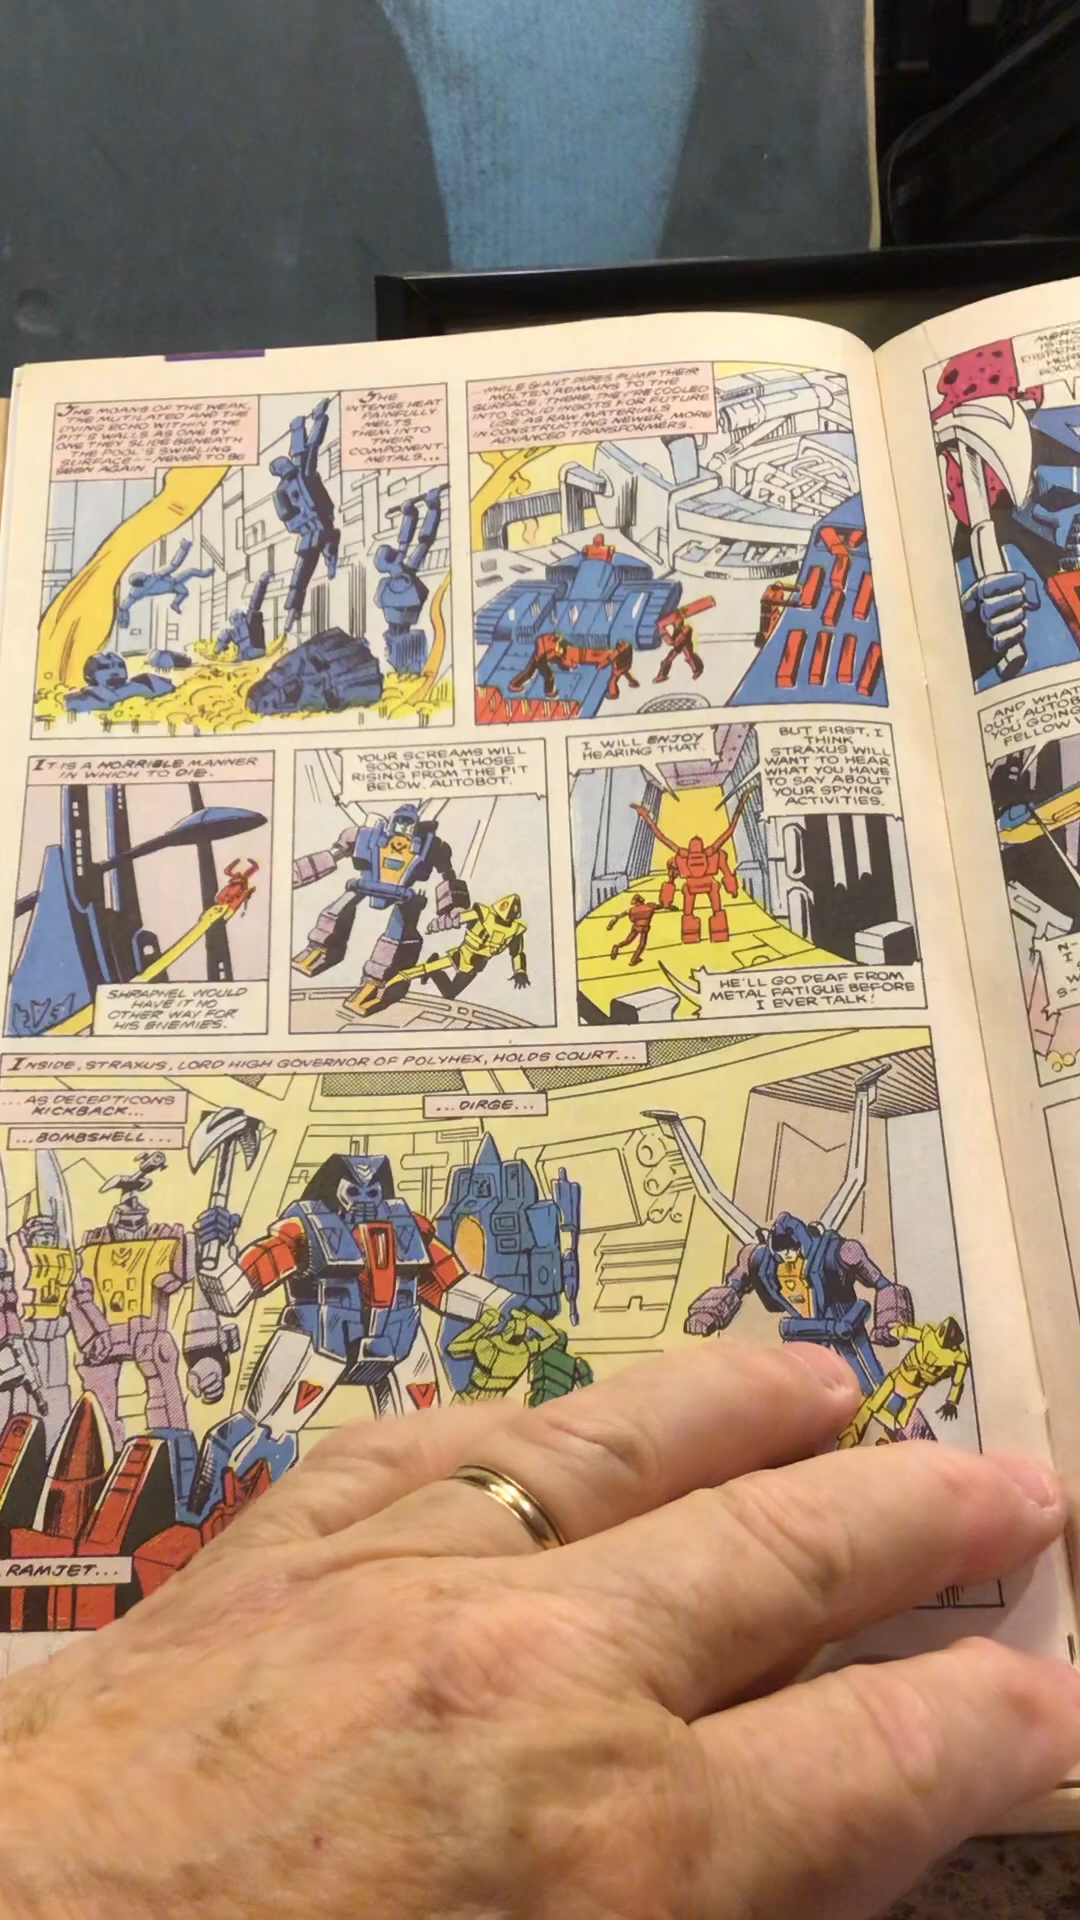 THE MOANS OF THE WEAK,
THE MUTILATED AND THE
DYING ECHO WITHIN THE
PIT'S WALLS AS ONE BY
ONE THEY SLIDE BENEATH
THE POOL'S SWIRLING
SURFACE -- NEVER TO BE
SEEN AGAIN.
THE
INTENSE HEAT
PAINFULLY
MELTS
THEM INTO
THEIR
COMPONENT
METALS...
...WHILE GIANT PIPES PUMP THEIR
MOLTEN REMAINS TO THE
SURFACE. THERE, THEY'RE COOLED
INTO SOLID INGOTS FOR FUTURE
USE AS RAW MATERIALS
IN CONSTRUCTING NEWER, MORE
ADVANCED TRANSFORMERS.
IT IS A HORRIBLE MANNER
IN WHICH TO DIE.
SHRAPNEL WOULD
HAVE IT NO
OTHER WAY FOR
HIS ENEMIES.
YOUR SCREAMS WILL
SOON JOIN THOSE
RISING FROM THE PIT
BELOW, AUTOBOT.
I WILL ENJOY
HEARING THAT.
BUT FIRST, I
THINK
STRAXUS WILL
WANT TO HEAR
WHAT YOU HAVE
TO SAY ABOUT
YOUR SPYING
ACTIVITIES.
HE'LL GO DEAF FROM
METAL FATIGUE BEFORE
I EVER TALK!
INSIDE, STRAXUS, LORD HIGH GOVERNOR OF POLYHEX, HOLDS COURT...
...AS DECEPTICONS
KICKBACK...
...BOMBSHELL...
...DIRGE...
RAMJET...
AND WHAT
YOU GOING
FELLOW